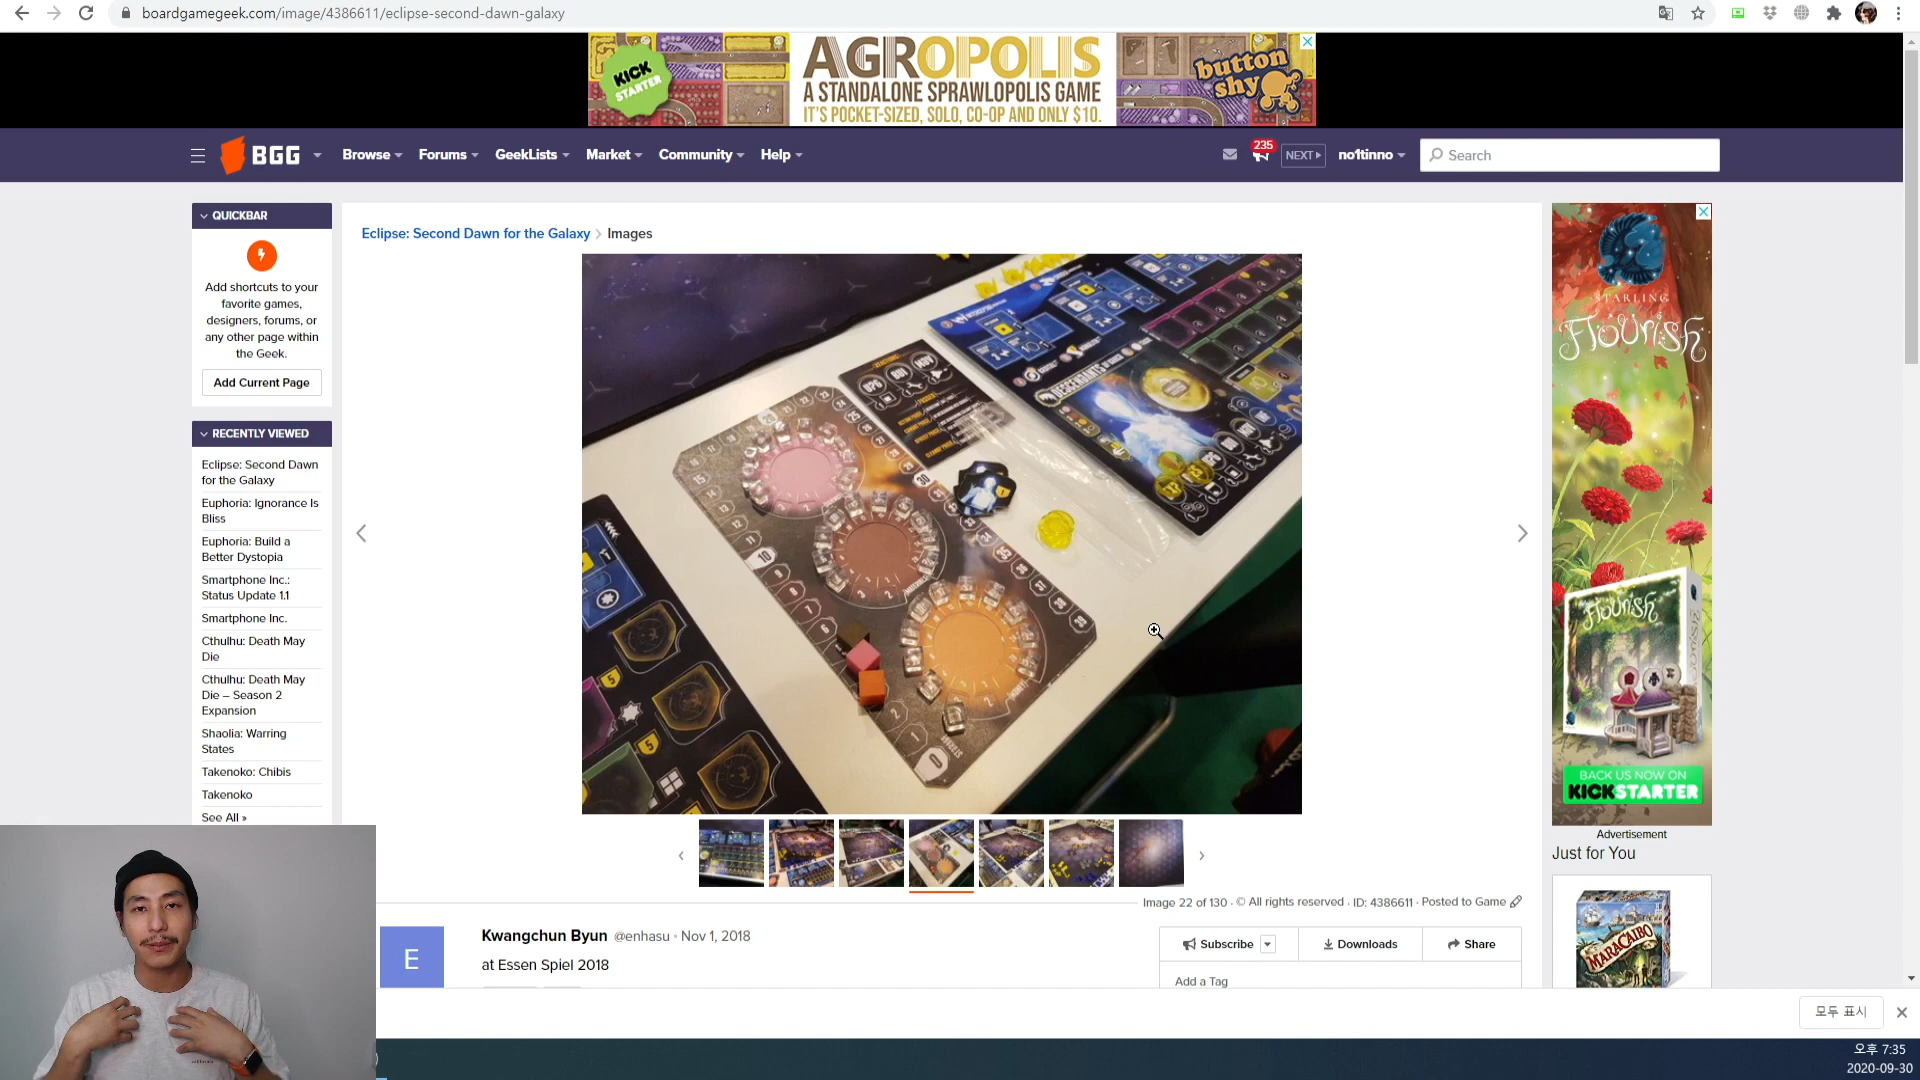 boardgamegeek.com/image/4386611/eclipse-second-dawn-galaxy
KICK
STARTER
AGROPOLIS
A STANDALONE SPRAWLOPOLIS GAME
IT'S POCKET-SIZED, SOLO, CO-OP AND ONLY $10.
button
shy
BGG
Browse
Forums
GeekLists
Market
Community
Help
235
NEXT
no1tinno
Search
QUICKBAR
Add shortcuts to your
favorite games,
designers, forums, or
any other page within
the Geek.
Add Current Page
RECENTLY VIEWED
Eclipse: Second Dawn
for the Galaxy
Euphoria: Ignorance Is
Bliss
Euphoria: Build a
Better Dystopia
Smartphone Inc.:
Status Update 1.1
Smartphone Inc.
Cthulhu: Death May
Die
Cthulhu: Death May
Die – Season 2
Expansion
Shaolia: Warring
States
Takenoko: Chibis
Takenoko
See All »
Eclipse: Second Dawn for the Galaxy
Images
DESCENDANTS OF DRACO
STARLING
Flourish
Flourish
BACK US NOW ON
KICKSTARTER
Advertisement
Just for You
MARACAIBO
Image 22 of 130 · © All rights reserved · ID: 4386611 · Posted to Game
E
Kwangchun Byun @enhasu · Nov 1, 2018
at Essen Spiel 2018
Subscribe
Downloads
Share
Add a Tag
모두 표시
오후 7:35
2020-09-30